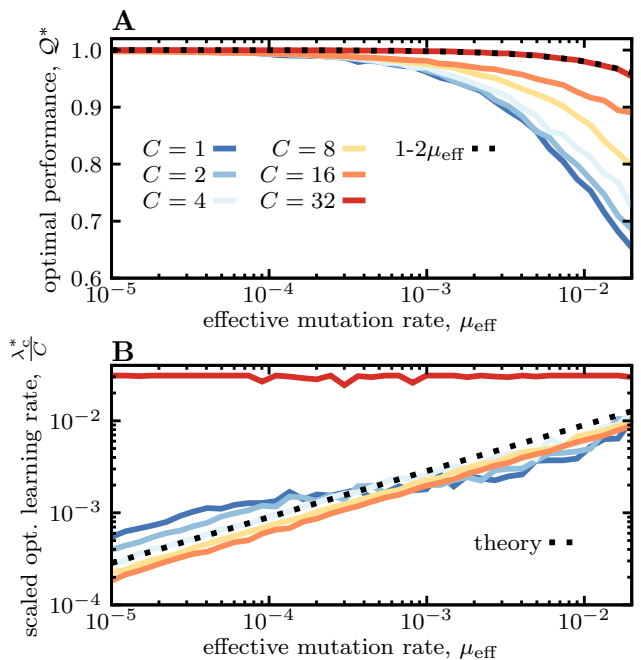 A
optimal performance, 𝒬*
1.0
0.9
0.8
0.7
0.6
C = 1
C = 8
1-2μeff
C = 2
C = 16
C = 4
C = 32
10⁻⁵
10⁻⁴
10⁻³
10⁻²
effective mutation rate, μeff
B
scaled opt. learning rate, λ*c/C
10⁻²
10⁻³
10⁻⁴
theory
10⁻⁵
10⁻⁴
10⁻³
10⁻²
effective mutation rate, μeff